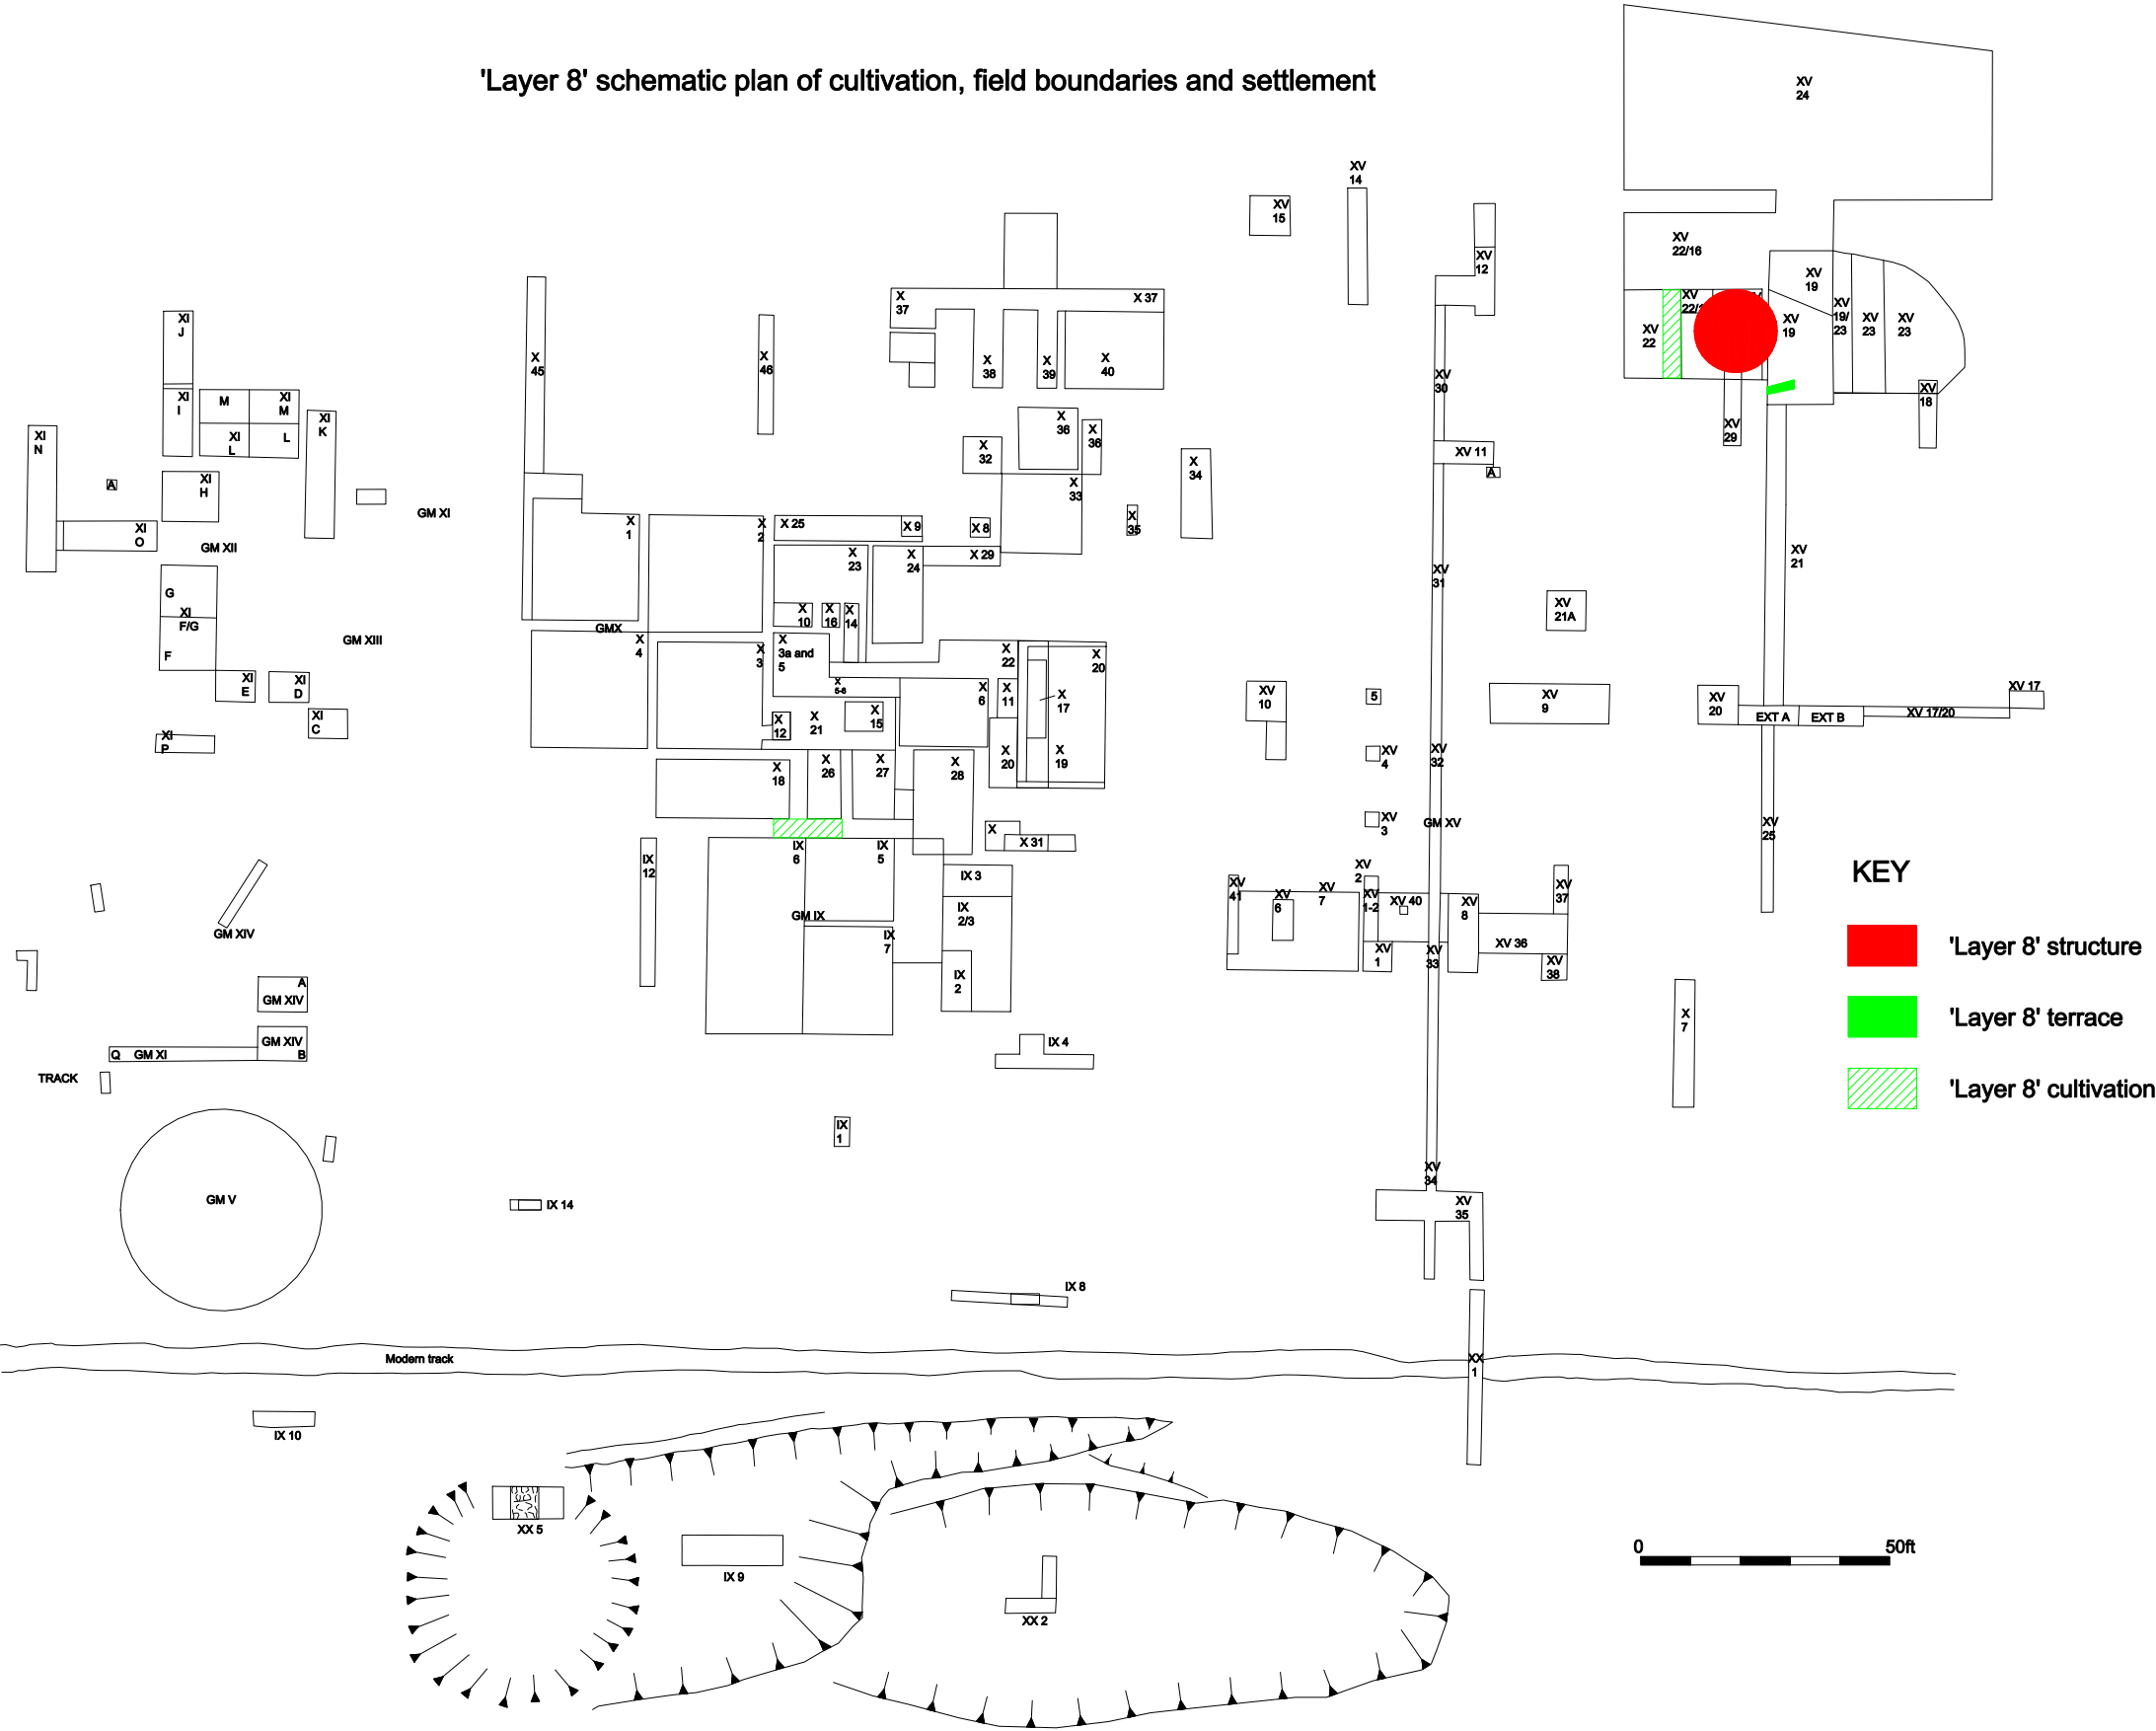 'Layer 8' schematic plan of cultivation, field boundaries and settlement
XV
24
XV
14
XV
15
XV
12
XV
22/16
XV
19
XV
22/1
XV
22
XV
19
XV
19/
23
XV
23
XV
23
XV
18
XV
29
XV
30
XV 11
A
XV
31
XV
21
XV
21A
X
37
X 37
X
38
X
39
X
40
X
45
X
46
X
36
X
36
X
32
X
33
X
34
X
35
XI
J
XI
I
M
XI
M
XI
L
L
XI
K
XI
N
A
XI
H
XI
O
GM XI
GM XII
G
XI
F/G
F
GM XIII
XI
E
XI
D
XI
C
XI
P
X
1
X
2
X 25
X 9
X 8
X
23
X
24
X 29
X
10
X
16
X
14
GMX
X
4
X
3
X
3a and
5
X
5-6
X
22
X
20
X
6
X
11
X
17
X
12
X
21
X
15
X
20
X
19
X
18
X
26
X
27
X
28
X
X 31
XV
10
5
XV
9
XV
20
EXT A
EXT B
XV 17/20
XV 17
XV
4
XV
32
XV
3
GM XV
XV
25
IX
12
IX
6
IX
5
IX 3
IX
2/3
GM IX
IX
7
IX
2
IX 4
IX
1
XV
41
XV
6
XV
7
XV
2
XV
1-2
XV 40
XV
8
XV
37
XV
1
XV
33
XV 36
XV
38
X
7
GM XIV
A
GM XIV
GM XIV
B
Q
GM XI
TRACK
GM V
IX 14
IX 8
XV
34
XV
35
Modern track
XX
1
IX 10
XX 5
IX 9
XX 2
KEY
'Layer 8' structure
'Layer 8' terrace
'Layer 8' cultivation
0
50ft